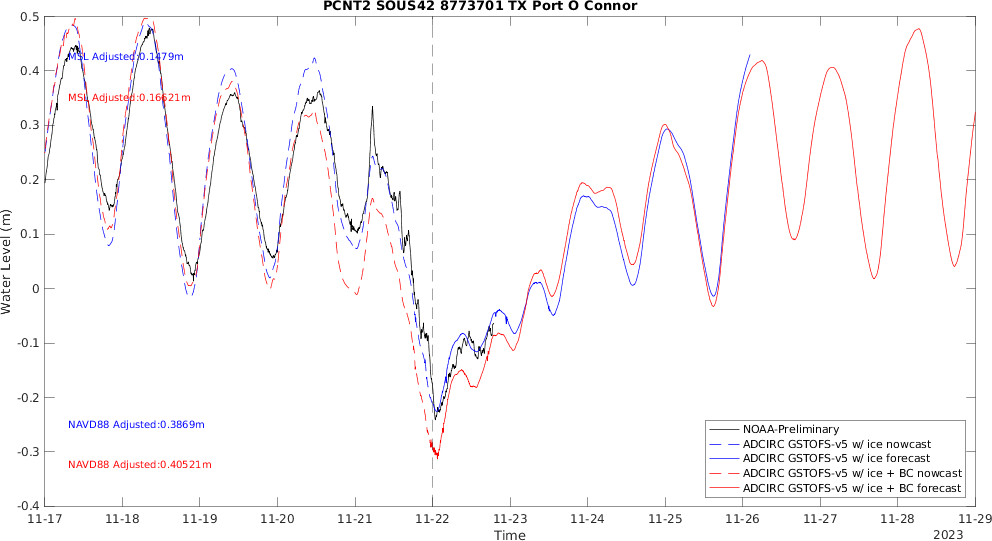 PCNT2 SOUS42 8773701 TX Port O Connor
0.5
0.4
0.3
0.2
0.1
0
-0.1
-0.2
-0.3
-0.4
Water Level (m)
MSL Adjusted:0.1479m
MSL Adjusted:0.16621m
NAVD88 Adjusted:0.3869m
NAVD88 Adjusted:0.40521m
NOAA-Preliminary
ADCIRC GSTOFS-v5 w/ ice nowcast
ADCIRC GSTOFS-v5 w/ ice forecast
ADCIRC GSTOFS-v5 w/ ice + BC nowcast
ADCIRC GSTOFS-v5 w/ ice + BC forecast
11-17 11-18 11-19 11-20 11-21 11-22 11-23 11-24 11-25 11-26 11-27 11-28 11-29
Time
2023